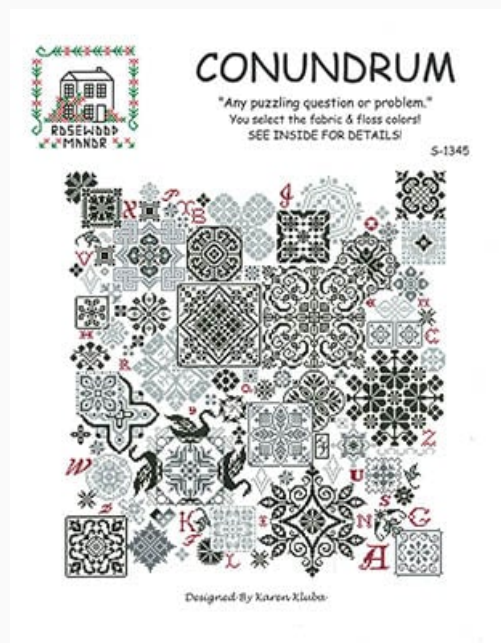 CONUNDRUM
"Any puzzling question or problem."
You select the fabric & floss colors!
SEE INSIDE FOR DETAILS!
S-1345
ROSEWOOD
MANOR
J
P
X
B
V
R
Z
W
U
S
K
N
G
A
L
Designed By Karen Kluba